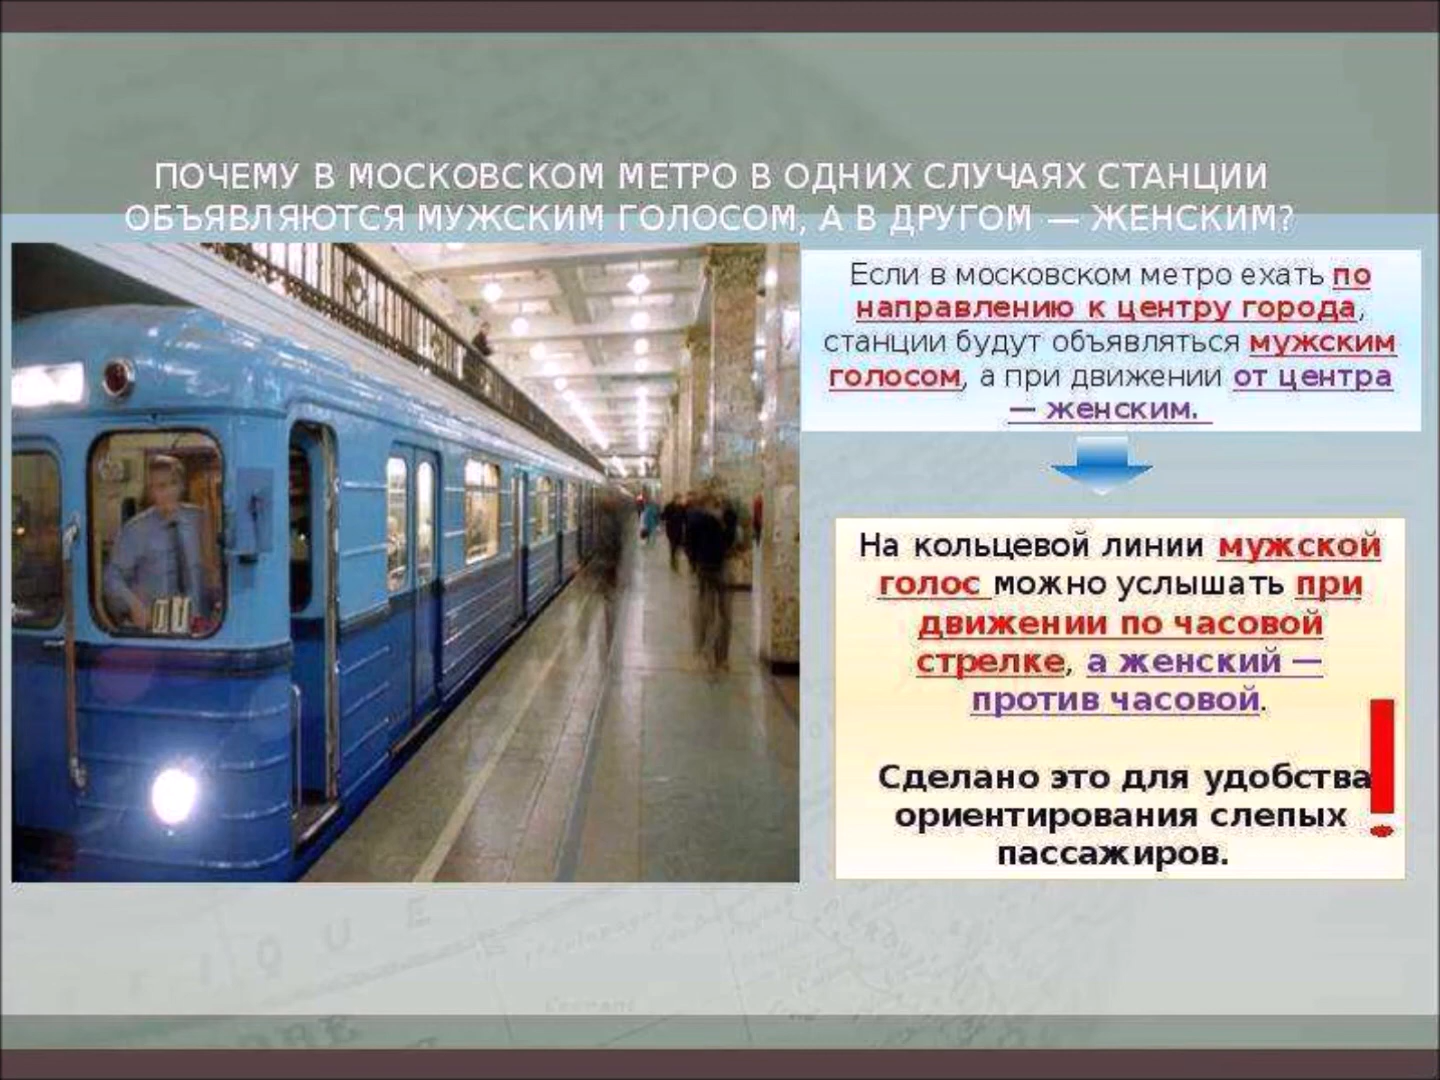 ПОЧЕМУ В МОСКОВСКОМ МЕТРО В ОДНИХ СЛУЧАЯХ СТАНЦИИ
ОБЪЯВЛЯЮТСЯ МУЖСКИМ ГОЛОСОМ, А В ДРУГОМ — ЖЕНСКИМ?
Если в московском метро ехать по
направлению к центру города,
станции будут объявляться мужским
голосом, а при движении от центра
— женским.
На кольцевой линии мужской
голос можно услышать при
движении по часовой
стрелке, а женский —
против часовой.
Сделано это для удобства
ориентирования слепых
пассажиров.
!